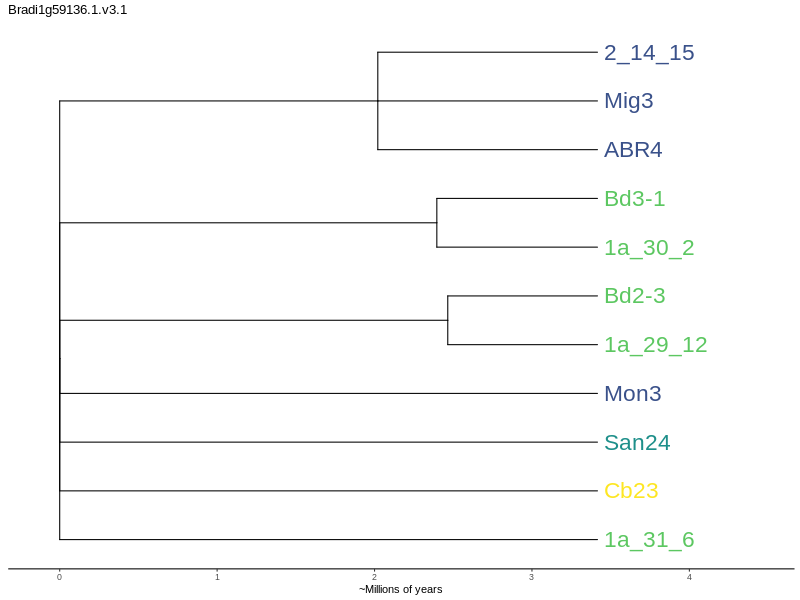 Bradi1g59136.1.v3.1
2_14_15
Mig3
ABR4
Bd3-1
1a_30_2
Bd2-3
1a_29_12
Mon3
San24
Cb23
1a_31_6
0 1 2 3 4
~Millions of years